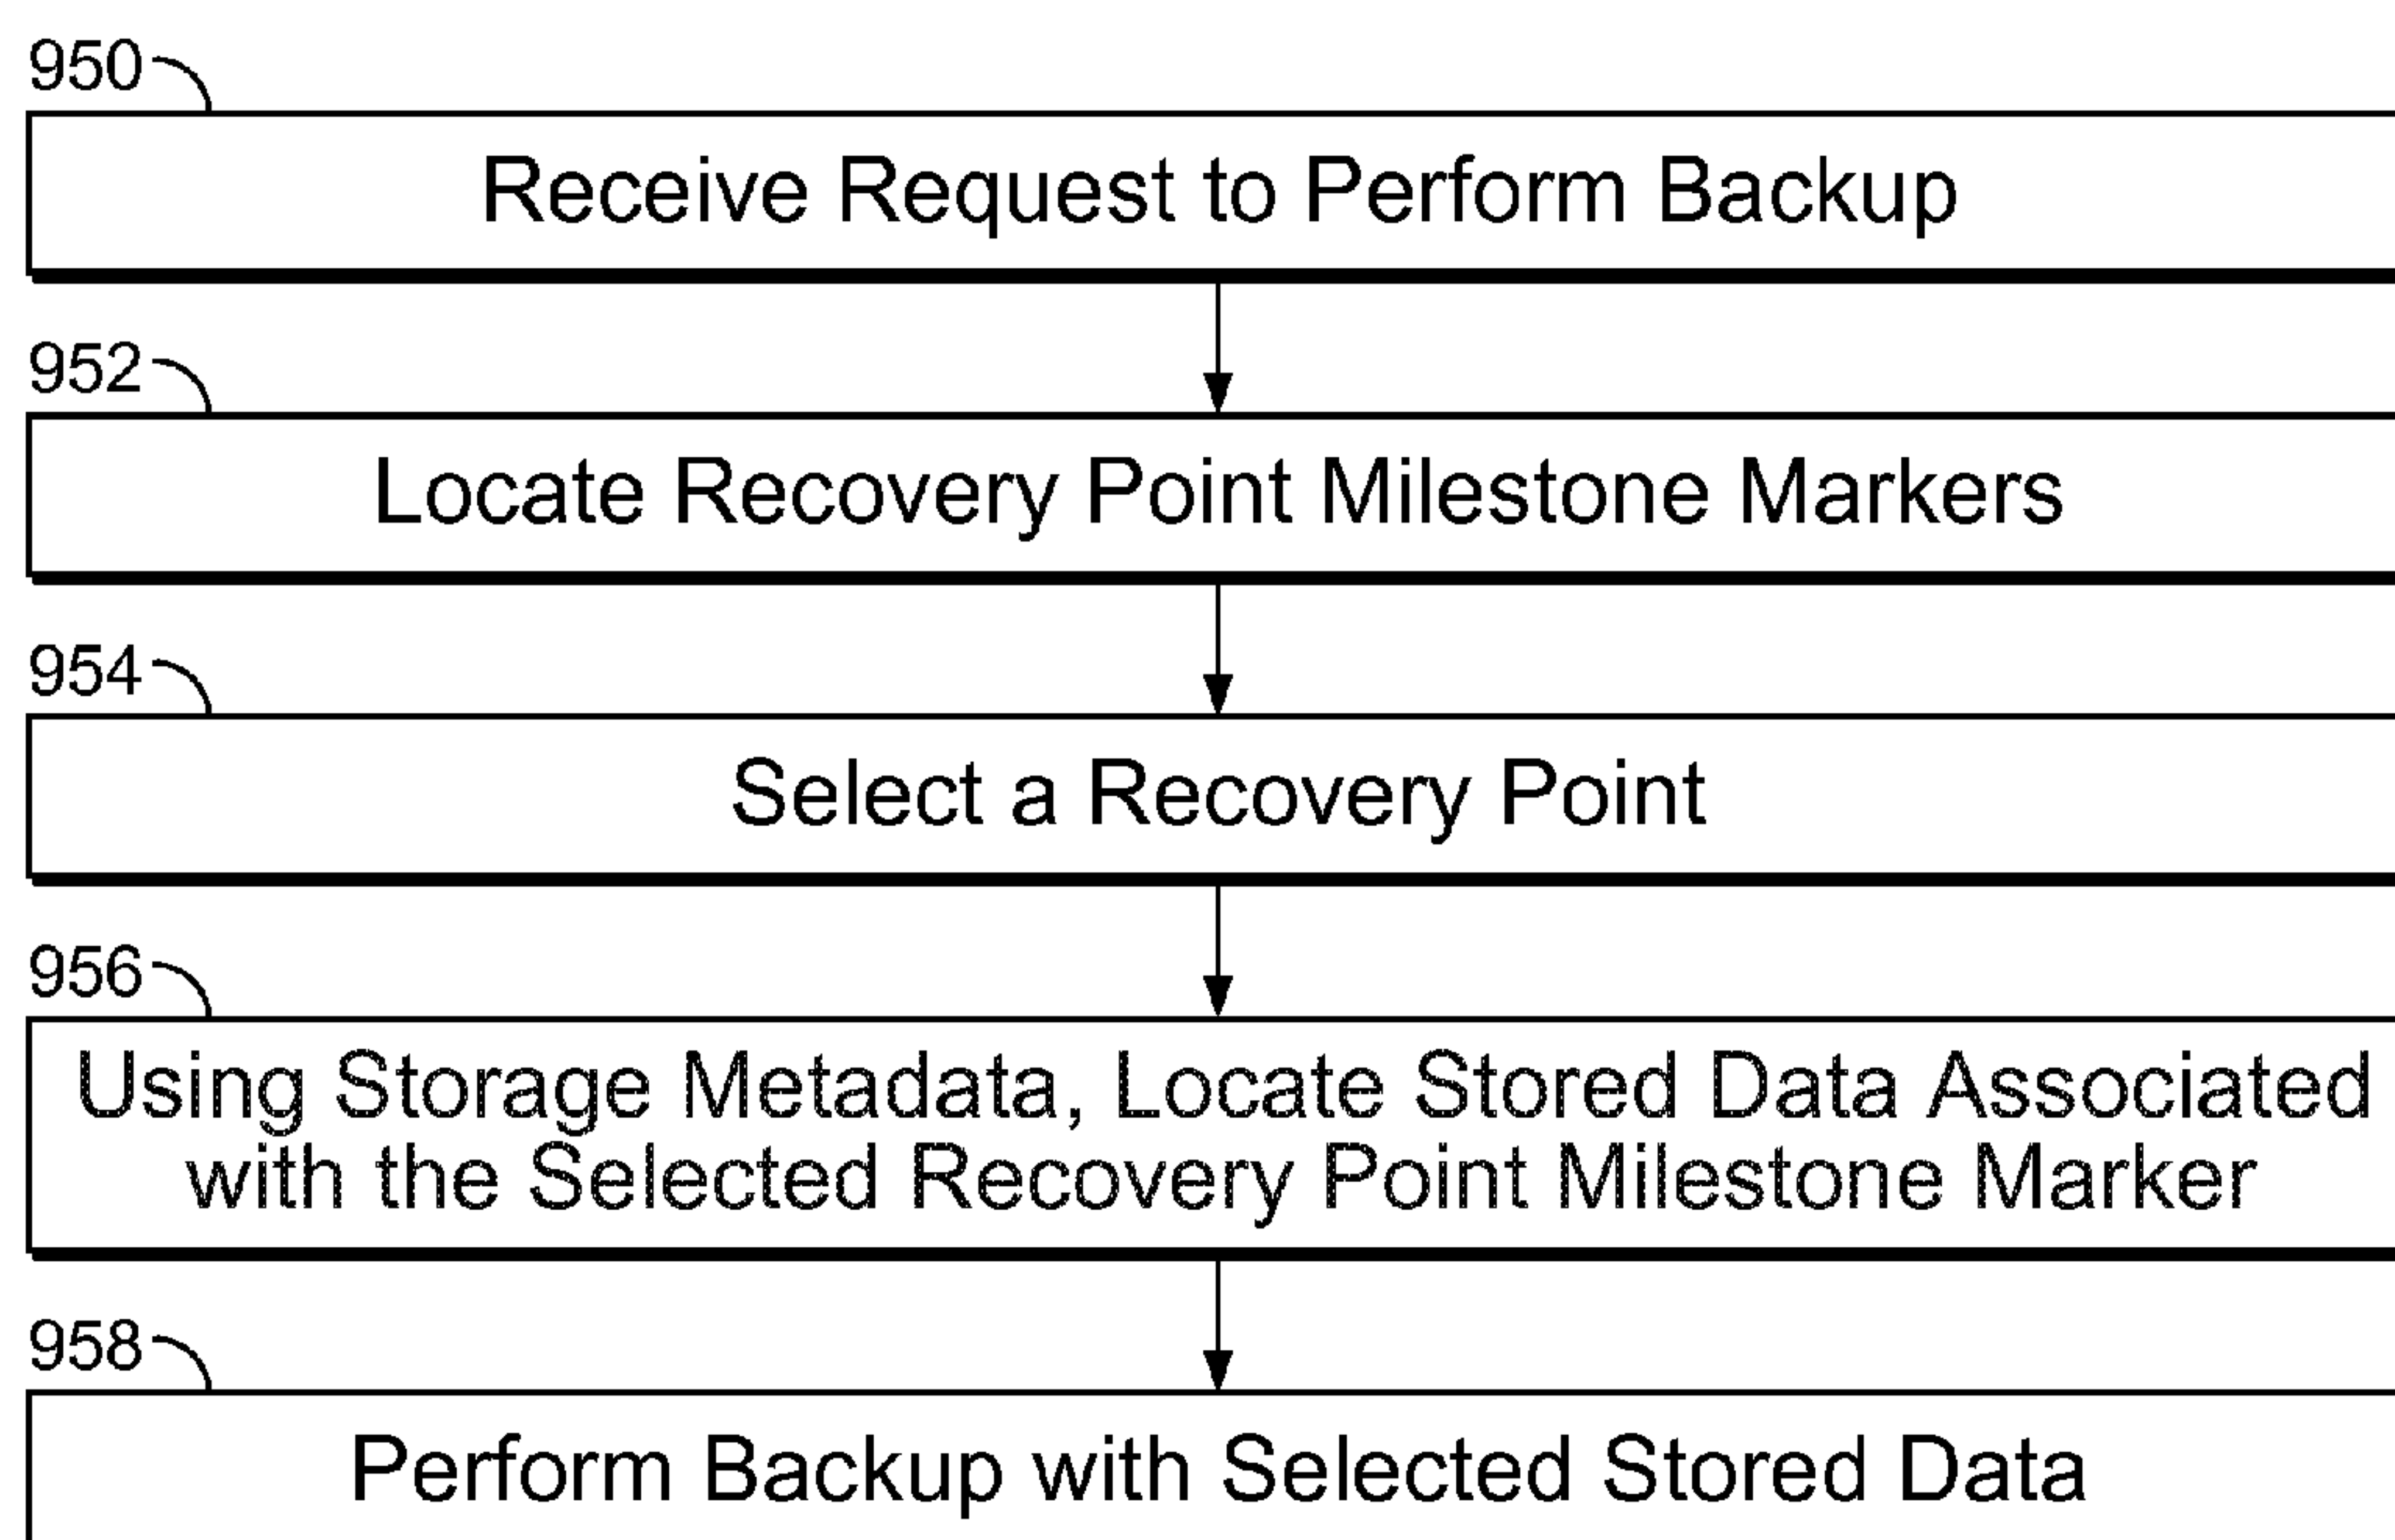 950
Receive Request to Perform Backup
952
Locate Recovery Point Milestone Markers
954
Select a Recovery Point
956
Using Storage Metadata, Locate Stored Data Associated
with the Selected Recovery Point Milestone Marker
958
Perform Backup with Selected Stored Data